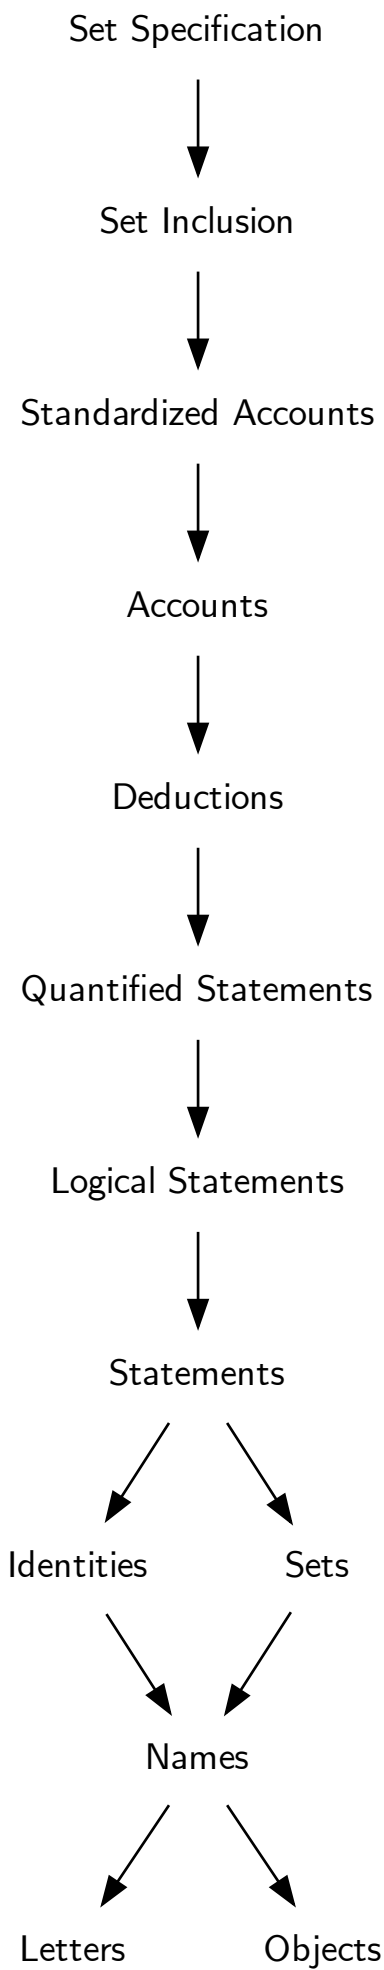 Set Specification
Set Inclusion
Standardized Accounts
Accounts
Deductions
Quantified Statements
Logical Statements
Statements
Identities Sets
Names
Letters Objects